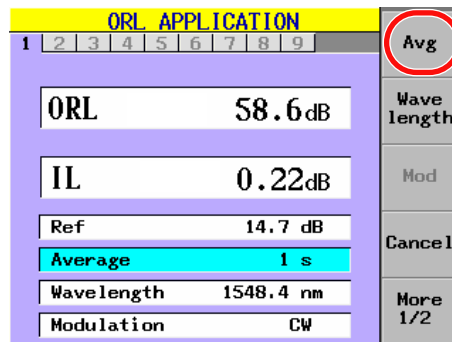 ORL APPLICATION
1 2 3 4 5 6 7 8 9
ORL 58.6dB
IL 0.22dB
Ref 14.7 dB
Average 1 s
Wavelength 1548.4 nm
Modulation CW
Avg
Wave
length
Mod
Cancel
More
1/2